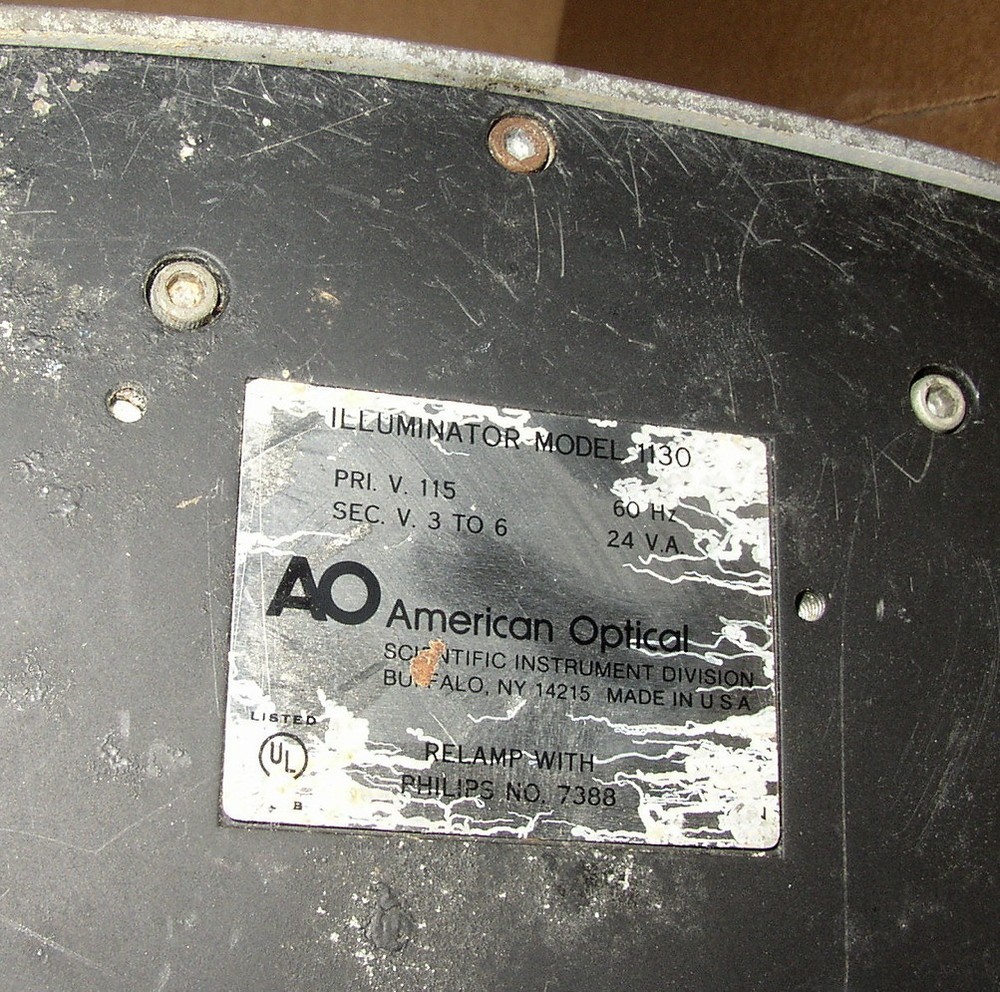 ILLUMINATOR MODEL 1130
PRI. V. 115 60 Hz
SEC. V. 3 TO 6 24 V.A.
AO American Optical
SCIENTIFIC INSTRUMENT DIVISION
BUFFALO, NY 14215 MADE IN U S A
LISTED
UL
B
RELAMP WITH
PHILIPS NO. 7388